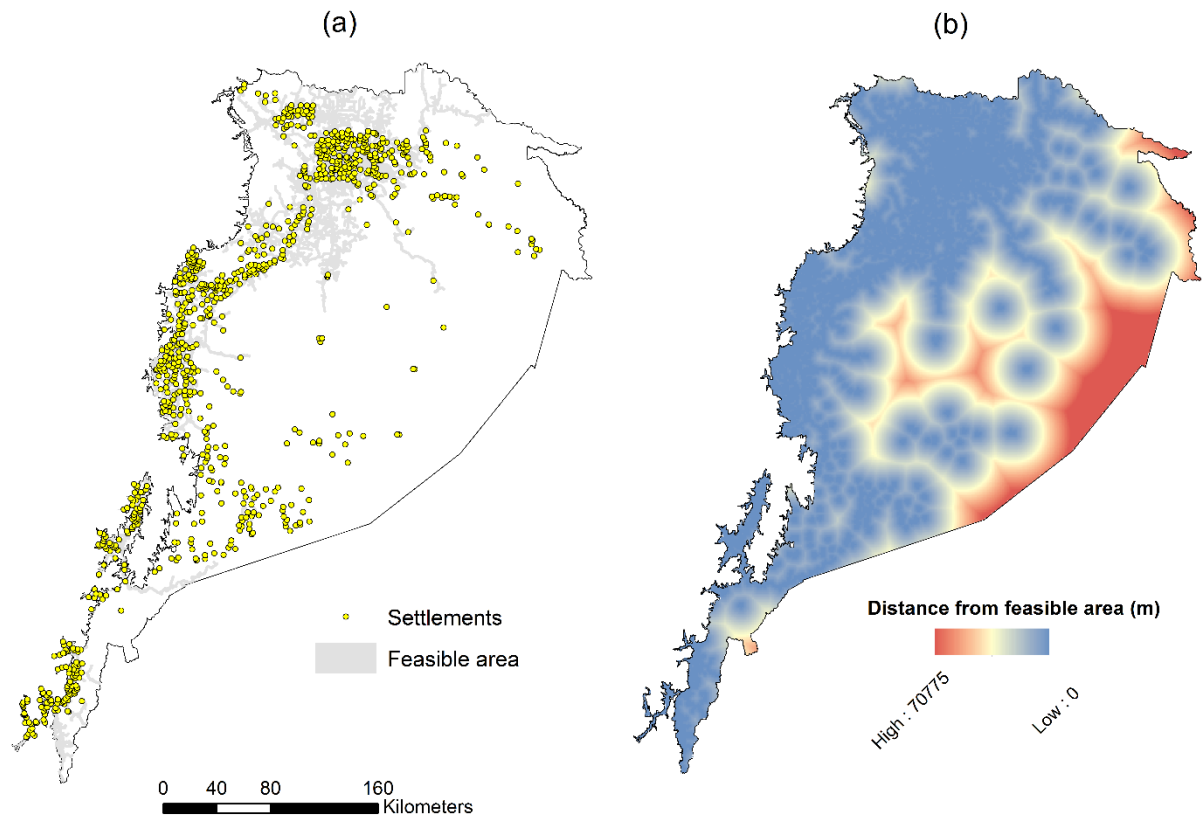 (a)
(b)
Settlements
Feasible area
0 40 80 160
Kilometers
Distance from feasible area (m)
High : 70775
Low : 0